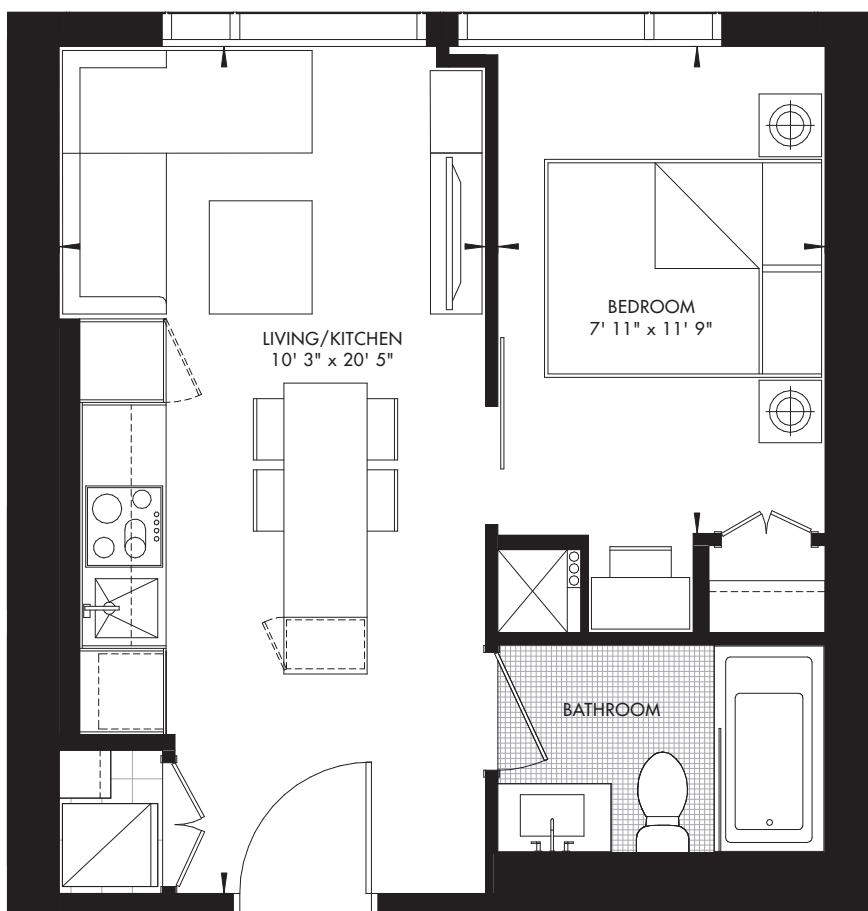 LIVING/KITCHEN
10' 3" x 20' 5"
BEDROOM
7' 11" x 11' 9"
BATHROOM